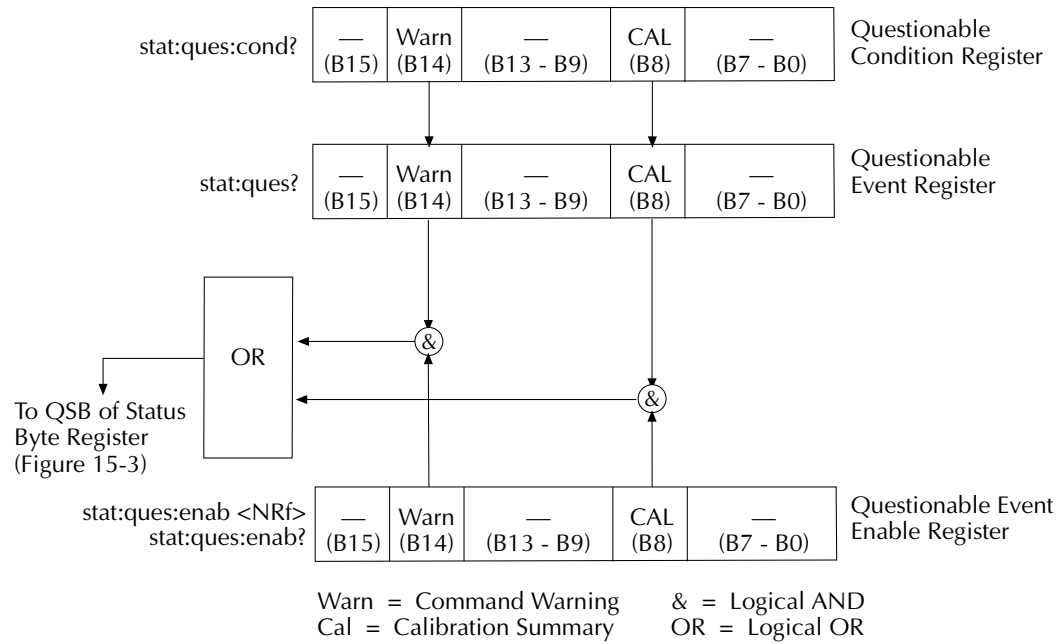 stat:ques:cond?
— Warn — CAL —
(B15) (B14) (B13 - B9) (B8) (B7 - B0)
Questionable
Condition Register
stat:ques?
— Warn — CAL —
(B15) (B14) (B13 - B9) (B8) (B7 - B0)
Questionable
Event Register
&
OR
&
To QSB of Status
Byte Register
(Figure 15-3)
stat:ques:enab <NRf>
stat:ques:enab?
— Warn — CAL —
(B15) (B14) (B13 - B9) (B8) (B7 - B0)
Questionable Event
Enable Register
Warn = Command Warning & = Logical AND
Cal = Calibration Summary OR = Logical OR